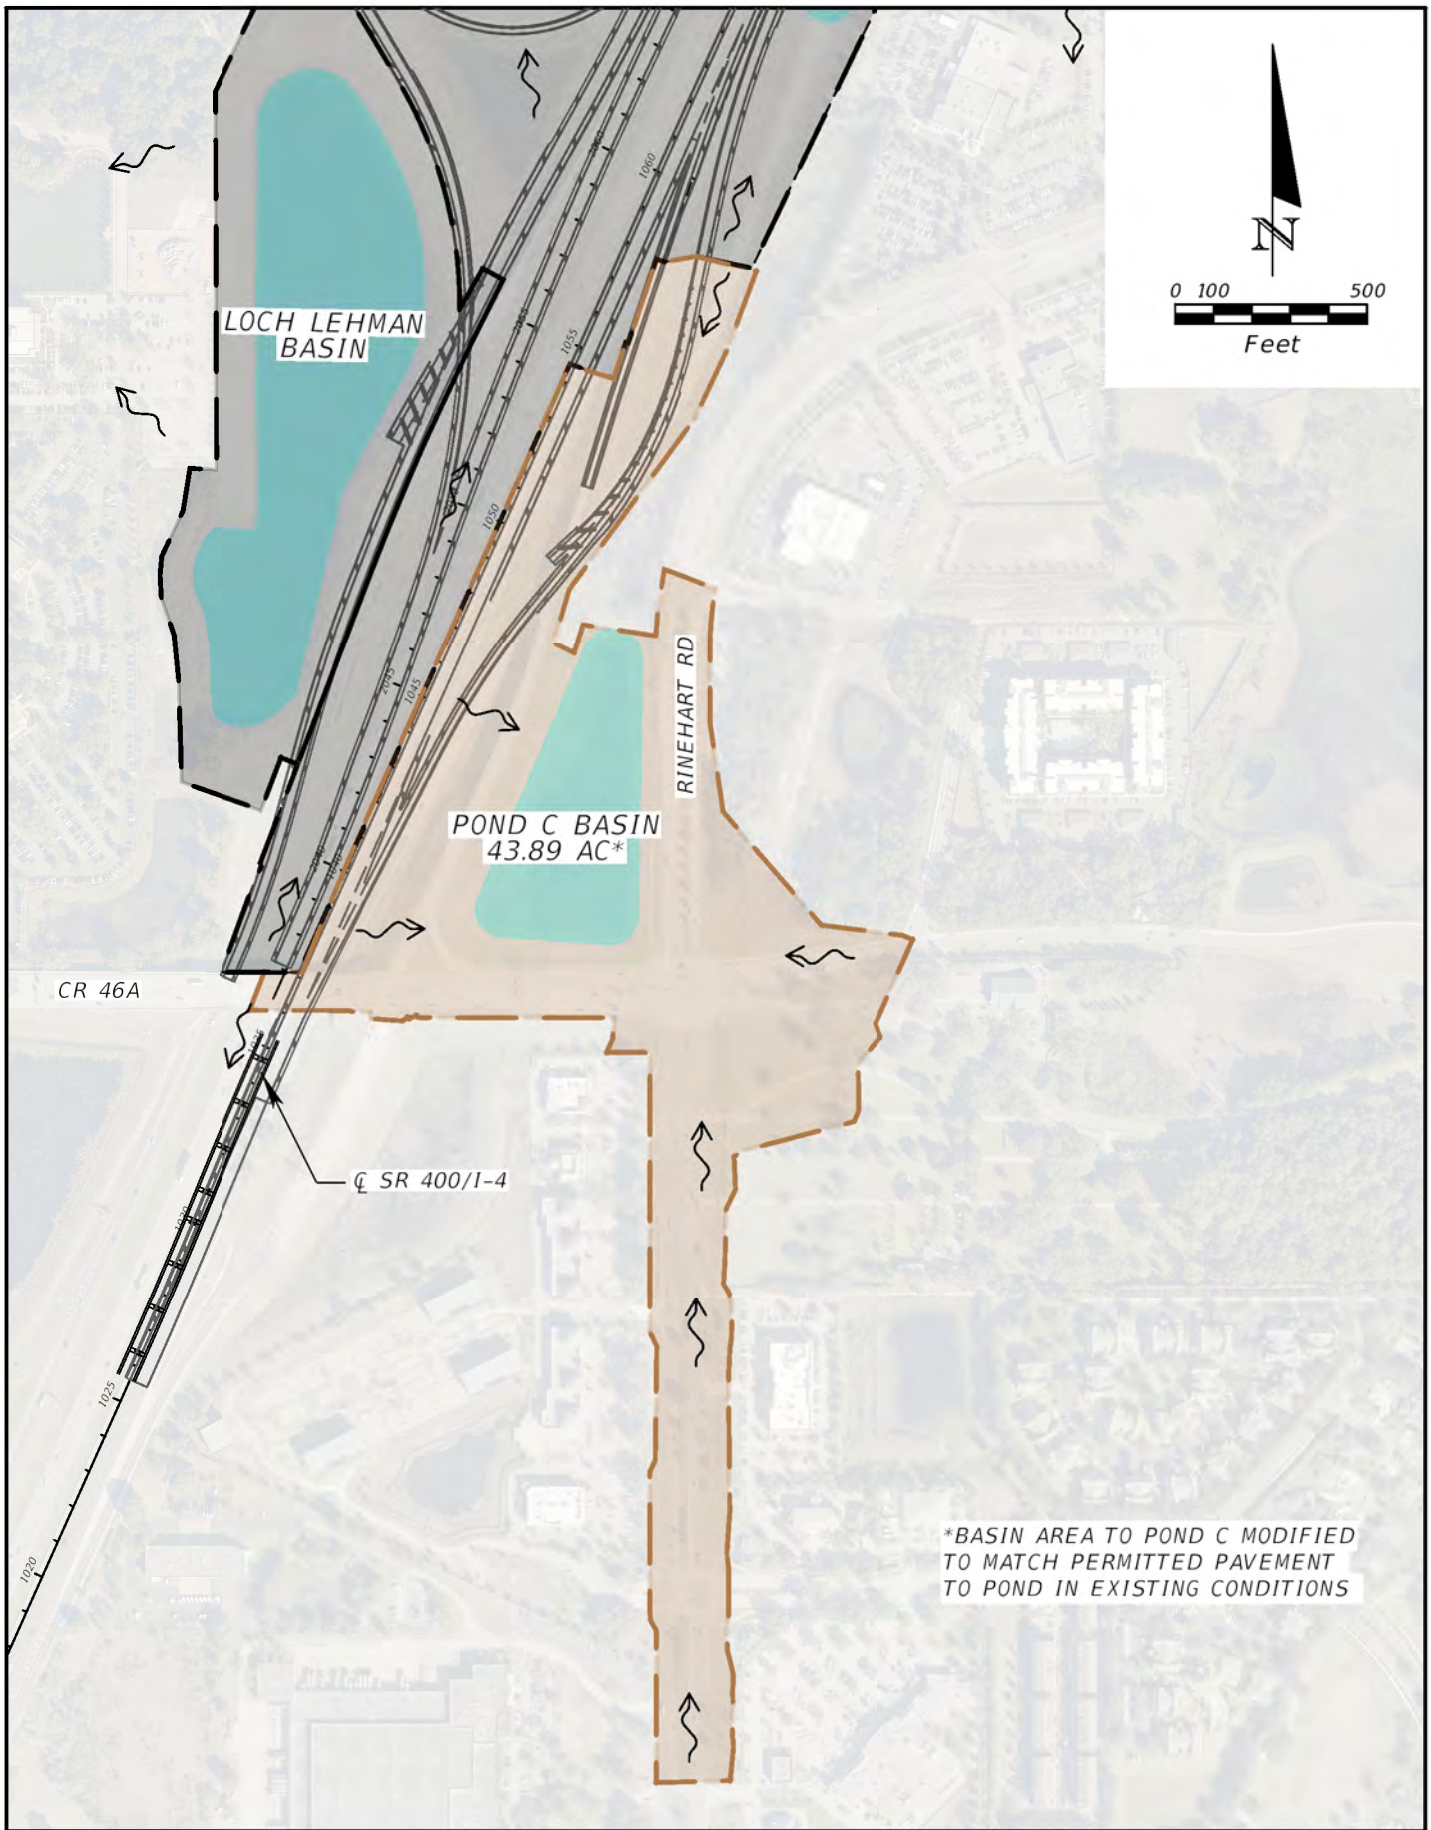 N
0 100 500
Feet
1060
1060
LOCH LEHMAN
BASIN
1055
1050
2045
1045
RINEHART RD
POND C BASIN
43.89 AC*
CR 46A
℄ SR 400/I-4
1025
1020
*BASIN AREA TO POND C MODIFIED
TO MATCH PERMITTED PAVEMENT
TO POND IN EXISTING CONDITIONS